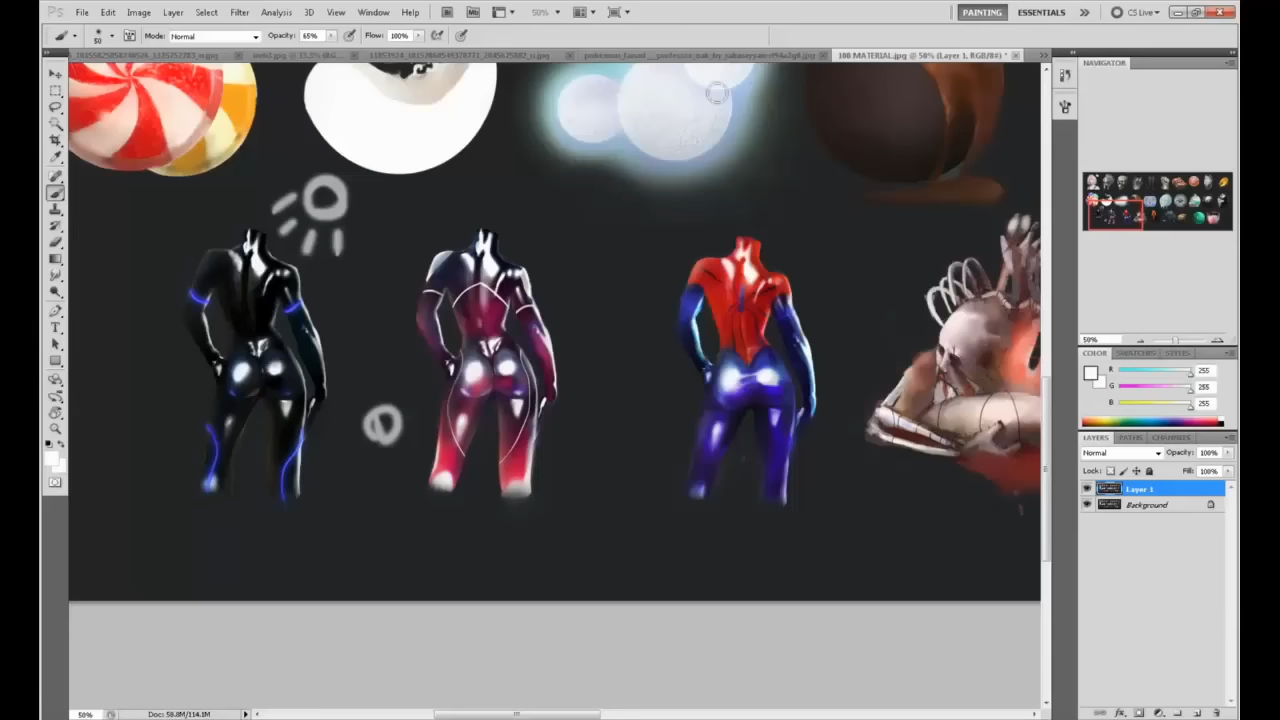 Ps File Edit Image Layer Select Filter Analysis 3D View Window Help Br Mb 50% PAINTING ESSENTIALS CS Live
50 Mode: Normal Opacity: 65% Flow: 100%
100 MATERIAL.jpg @ 50% (Layer 1, RGB/8#) *
NAVIGATOR
50%
COLOR SWATCHES STYLES
R 255
G 255
B 255
LAYERS PATHS CHANNELS
Normal Opacity: 100%
Lock: Fill: 100%
Layer 1
Background
50% Doc: 58.8M/114.1M